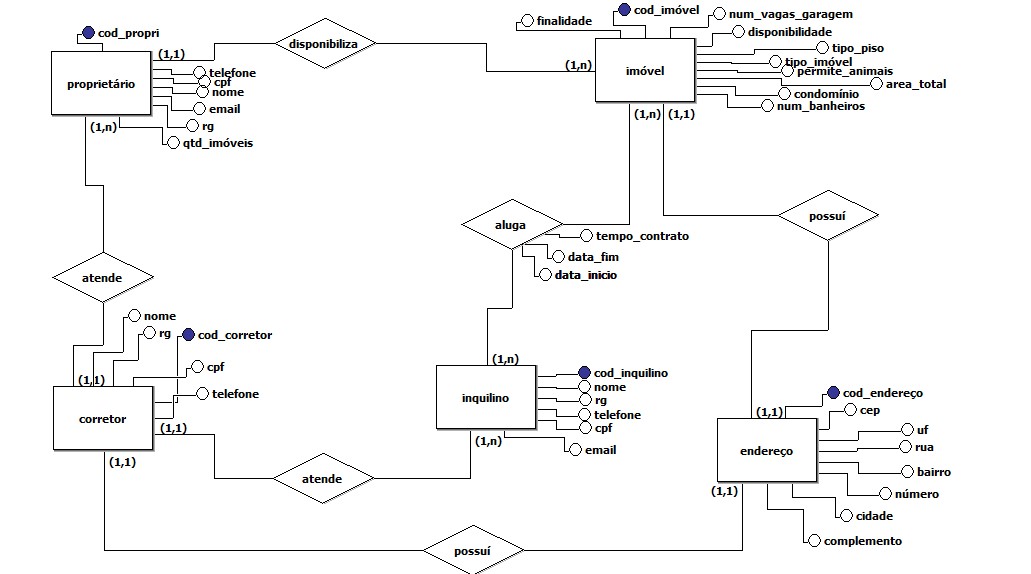 finalidade
cod_imóvel
num_vagas_garagem
cod_propri
disponibilidade
disponibiliza
(1,1)
tipo_piso
tipo_imóvel
permite_animais
area_total
condomínio
num_banheiros
(1,n)
imóvel
proprietário
telefone
cpf
nome
email
rg
qtd_imóveis
(1,n)
(1,n)
(1,1)
possuí
aluga
tempo_contrato
data_fim
data_inicio
atende
nome
rg
cod_corretor
cpf
telefone
(1,1)
corretor
(1,1)
(1,1)
(1,n)
inquilino
cod_inquilino
nome
rg
telefone
cpf
email
(1,n)
atende
cod_endereço
cep
(1,1)
uf
rua
endereço
bairro
número
(1,1)
cidade
complemento
possuí